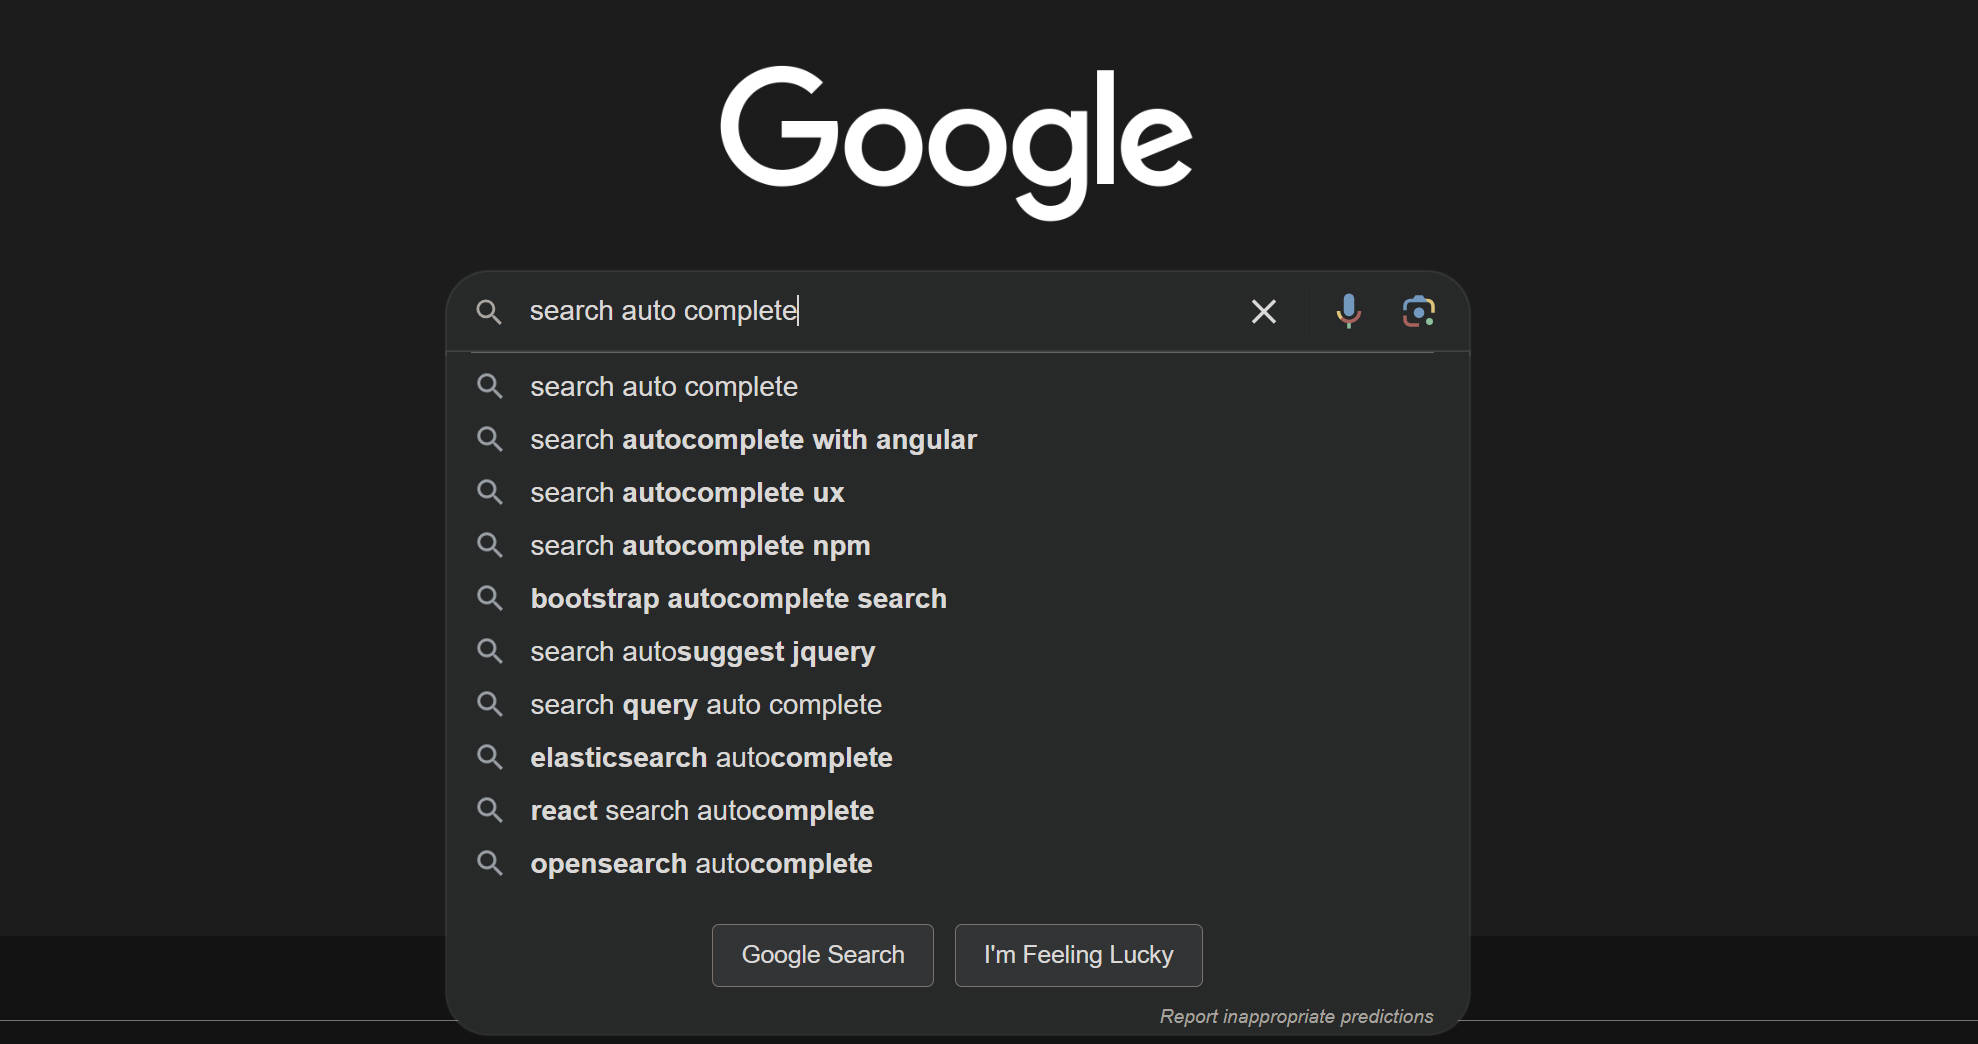 Google
search auto complete
search auto complete
search autocomplete with angular
search autocomplete ux
search autocomplete npm
bootstrap autocomplete search
search autosuggest jquery
search query auto complete
elasticsearch autocomplete
react search autocomplete
opensearch autocomplete
Google Search I'm Feeling Lucky
Report inappropriate predictions